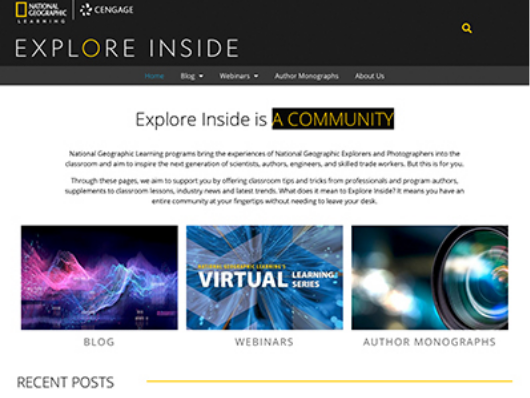 NATIONAL
GEOGRAPHIC
LEARNING
CENGAGE
EXPLORE INSIDE
Home Blog Webinars Author Monographs About Us
Explore Inside is A COMMUNITY
National Geographic Learning programs bring the experiences of National Geographic Explorers and Photographers into the
classroom and aim to inspire the next generation of scientists, authors, engineers, and skilled trade workers. But this is for you.
Through these pages, we aim to support you by offering classroom tips and tricks from professionals and program authors,
supplements to classroom lessons, industry news and latest trends. What does it mean to Explore Inside? It means you have an
entire community at your fingertips without needing to leave your desk.
NATIONAL GEOGRAPHIC LEARNING'S
VIRTUAL LEARNING
SERIES
BLOG WEBINARS AUTHOR MONOGRAPHS
RECENT POSTS